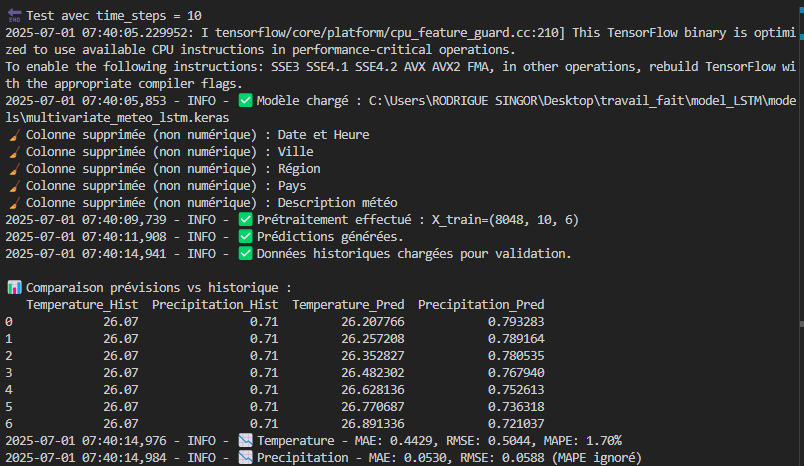 🔚 Test avec time_steps = 10
2025-07-01 07:40:05.229952: I tensorflow/core/platform/cpu_feature_guard.cc:210] This TensorFlow binary is optimi
zed to use available CPU instructions in performance-critical operations.
To enable the following instructions: SSE3 SSE4.1 SSE4.2 AVX AVX2 FMA, in other operations, rebuild TensorFlow wi
th the appropriate compiler flags.
2025-07-01 07:40:05,853 - INFO - ✅ Modèle chargé : C:\Users\RODRIGUE SINGOR\Desktop\travail_fait\model_LSTM\mode
ls\multivariate_meteo_lstm.keras
🧹 Colonne supprimée (non numérique) : Date et Heure
🧹 Colonne supprimée (non numérique) : Ville
🧹 Colonne supprimée (non numérique) : Région
🧹 Colonne supprimée (non numérique) : Pays
🧹 Colonne supprimée (non numérique) : Description météo
2025-07-01 07:40:09,739 - INFO - ✅ Prétraitement effectué : X_train=(8048, 10, 6)
2025-07-01 07:40:11,908 - INFO - ✅ Prédictions générées.
2025-07-01 07:40:14,941 - INFO - ✅ Données historiques chargées pour validation.
📊 Comparaison prévisions vs historique :
Temperature_Hist Precipitation_Hist Temperature_Pred Precipitation_Pred
0 26.07 0.71 26.207766 0.793283
1 26.07 0.71 26.257208 0.789164
2 26.07 0.71 26.352827 0.780535
3 26.07 0.71 26.482302 0.767940
4 26.07 0.71 26.628136 0.752613
5 26.07 0.71 26.770687 0.736318
6 26.07 0.71 26.891336 0.721037
2025-07-01 07:40:14,976 - INFO - 📉 Temperature - MAE: 0.4429, RMSE: 0.5044, MAPE: 1.70%
2025-07-01 07:40:14,984 - INFO - 📉 Precipitation - MAE: 0.0530, RMSE: 0.0588 (MAPE ignoré)